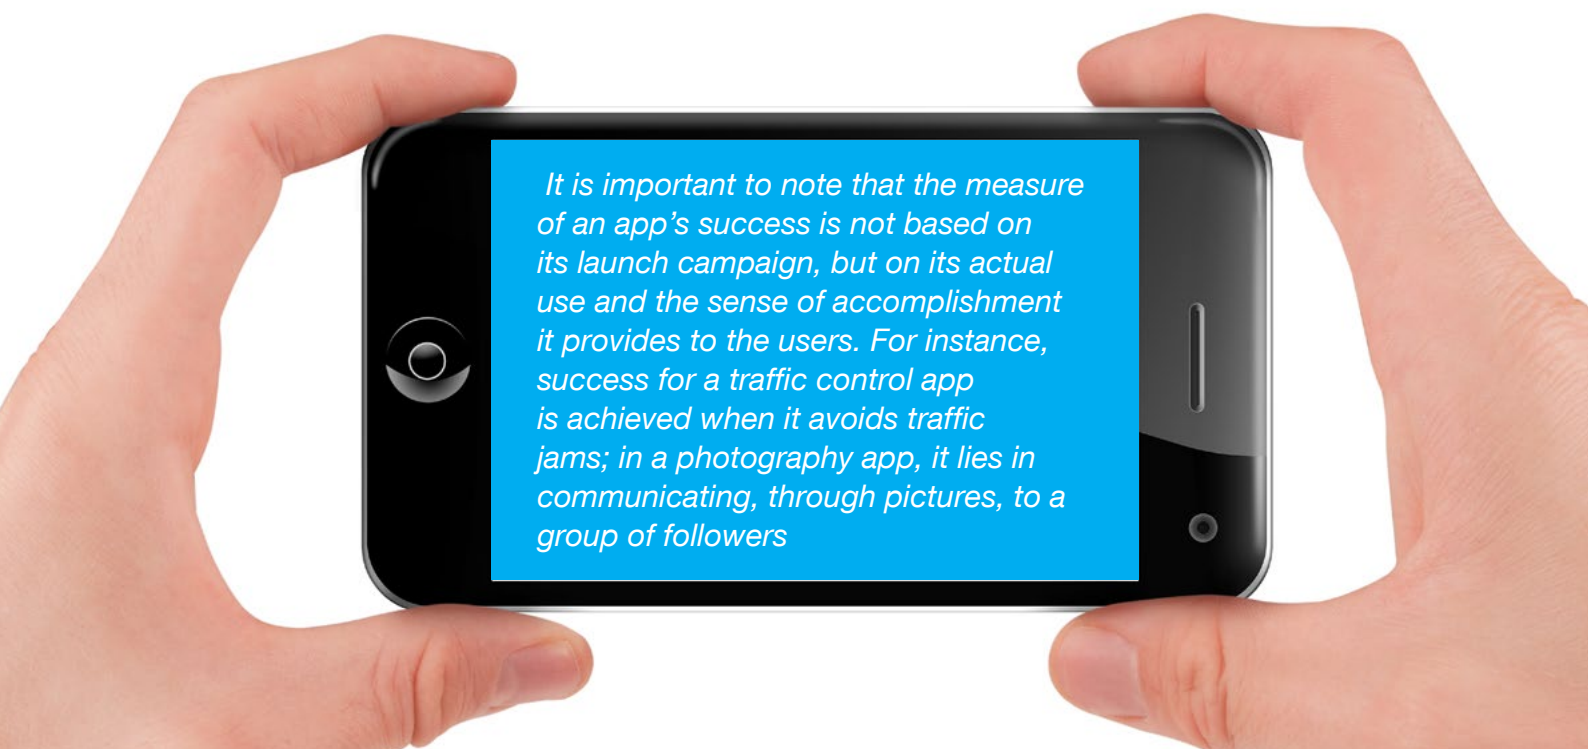 It is important to note that the measure
of an app’s success is not based on
its launch campaign, but on its actual
use and the sense of accomplishment
it provides to the users. For instance,
success for a traffic control app
is achieved when it avoids traffic
jams; in a photography app, it lies in
communicating, through pictures, to a
group of followers